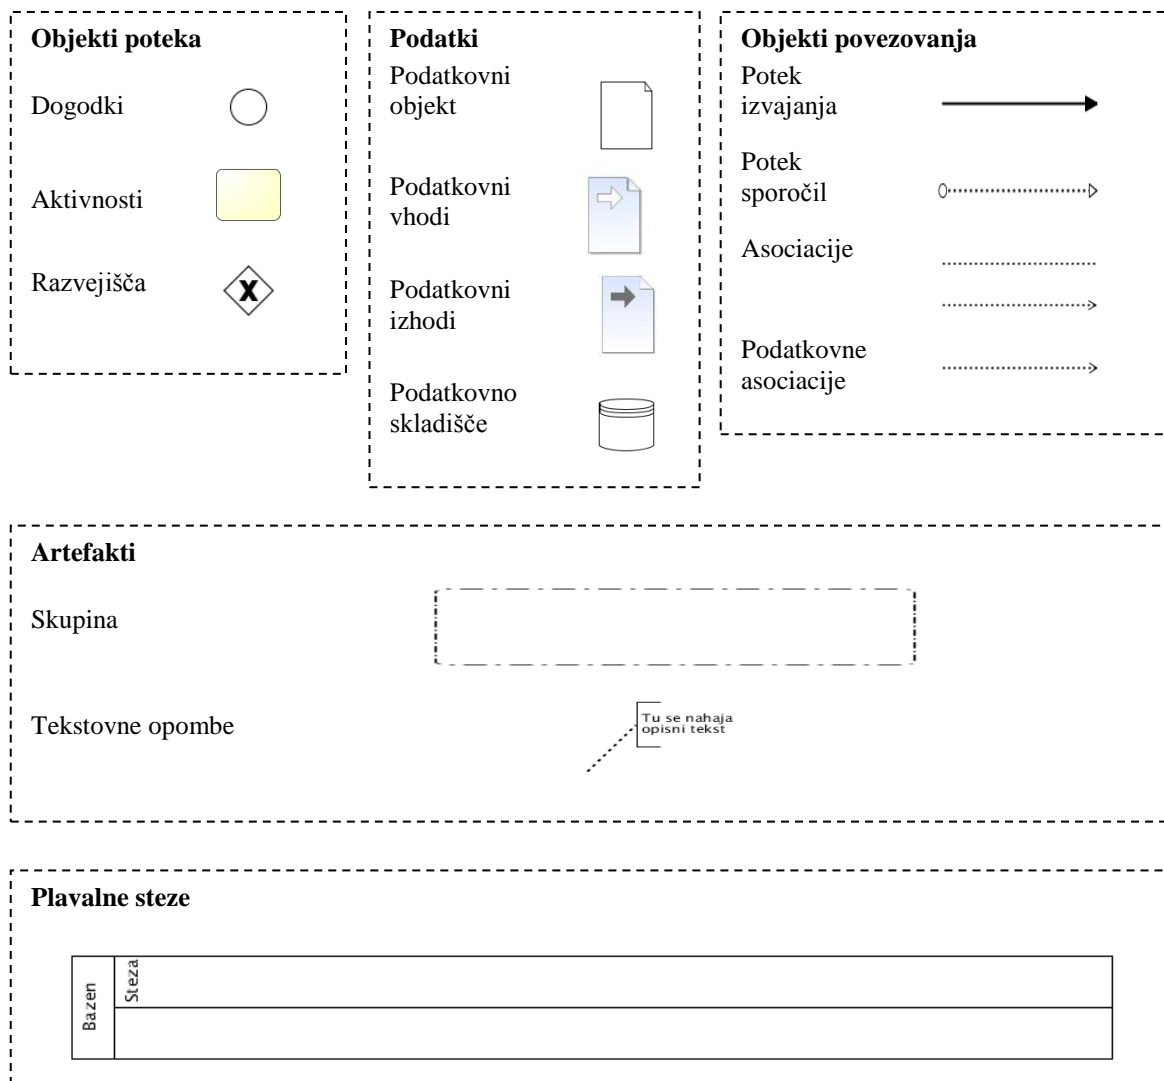 Objekti poteka
Dogodki
Aktivnosti
Razvejišča
X
Podatki
Podatkovni
objekt
Podatkovni
vhodi
Podatkovni
izhodi
Podatkovno
skladišče
Objekti povezovanja
Potek
izvajanja
Potek
sporočil
Asociacije
Podatkovne
asociacije
Artefakti
Skupina
Tekstovne opombe
Tu se nahaja
opisni tekst
Plavalne steze
Bazen
Steza